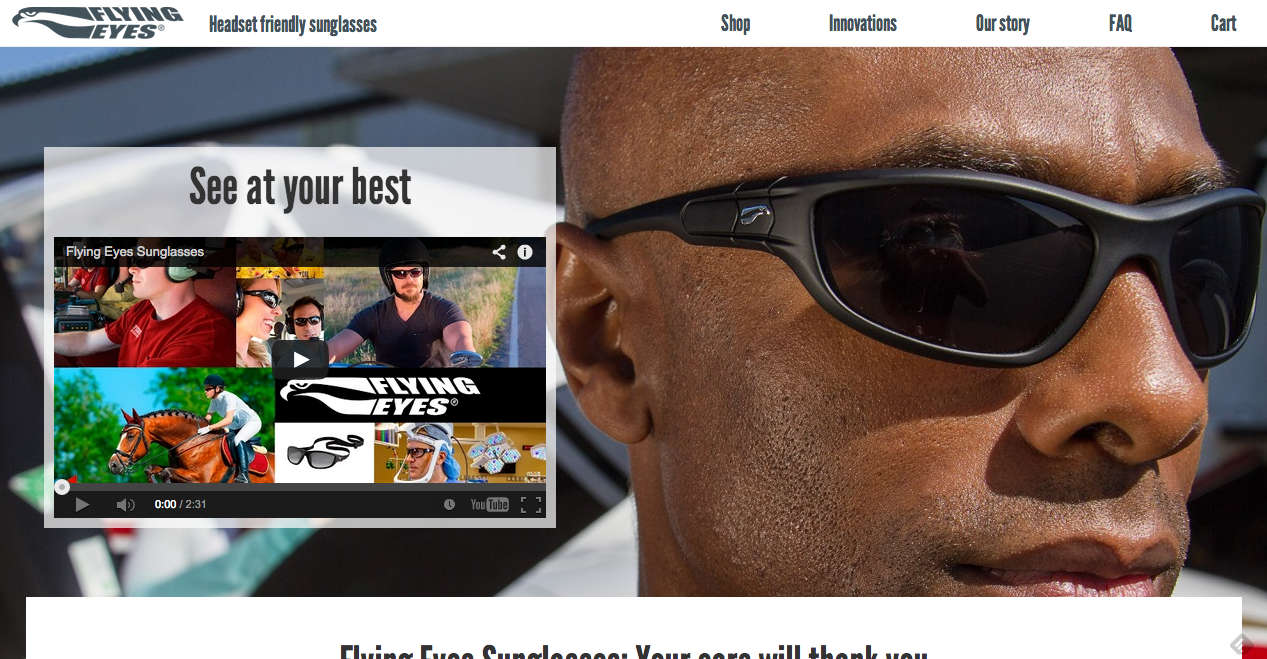 FLYING EYES®
Headset friendly sunglasses
Shop
Innovations
Our story
FAQ
Cart
See at your best
Flying Eyes Sunglasses
FLYING
EYES®
0:00 / 2:31
YouTube
Flying Eyes Sunglasses: Your ears will thank you